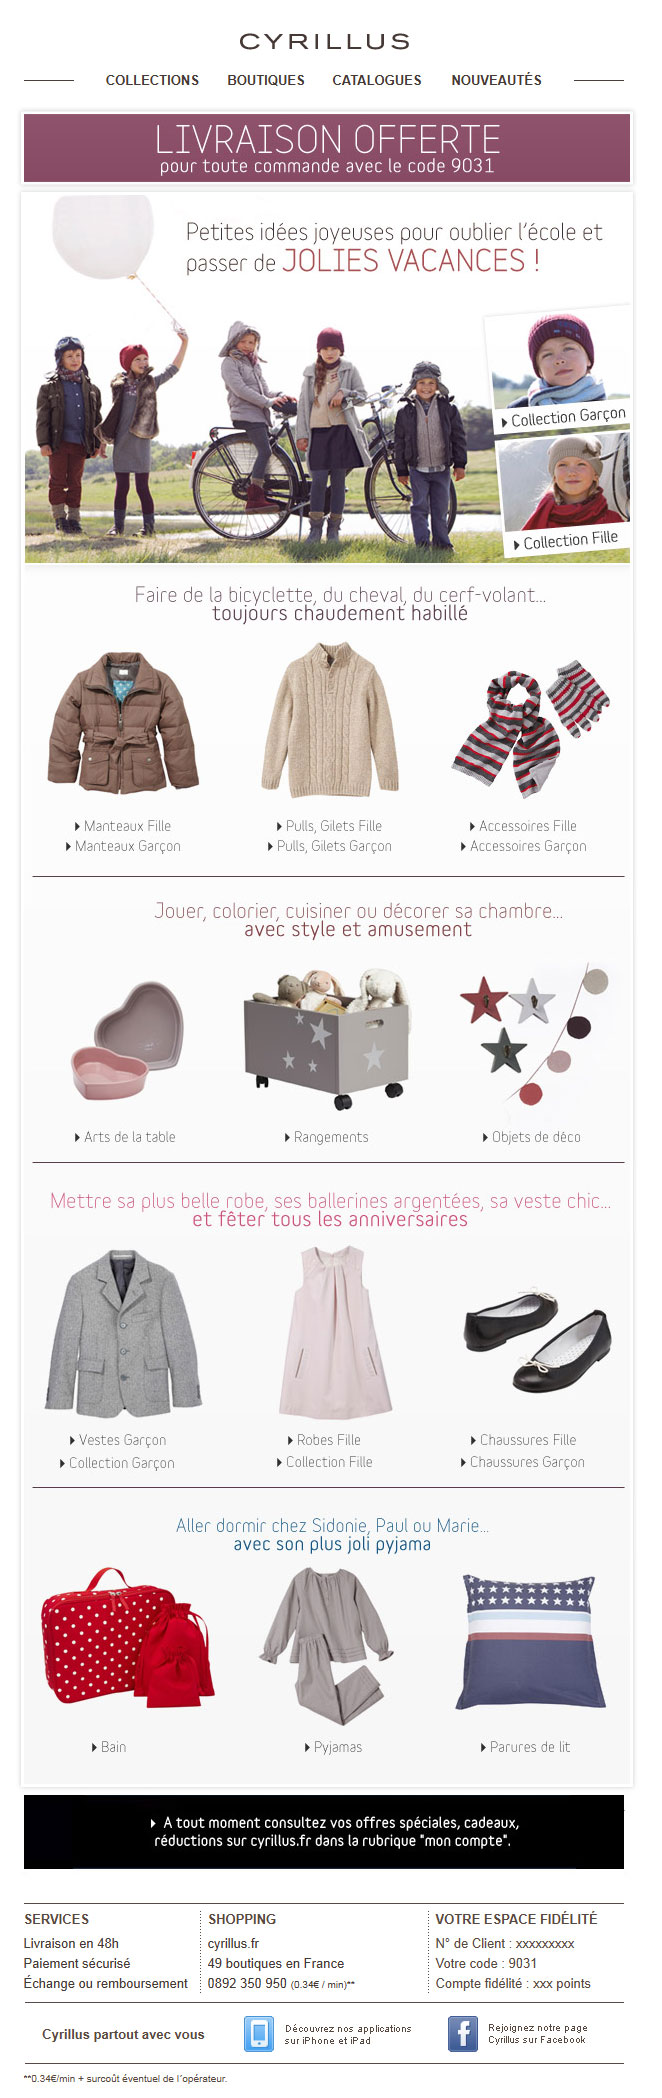 CYRILLUS
COLLECTIONS BOUTIQUES CATALOGUES NOUVEAUTÉS
LIVRAISON OFFERTE
pour toute commande avec le code 9031
Petites idées joyeuses pour oublier l'école et
passer de JOLIES VACANCES !
Collection Garçon
Collection Fille
Faire de la bicyclette, du cheval, du cerf-volant...
toujours chaudement habillé
Manteaux Fille
Manteaux Garçon
Pulls, Gilets Fille
Pulls, Gilets Garçon
Accessoires Fille
Accessoires Garçon
Jouer, colorier, cuisiner ou décorer sa chambre...
avec style et amusement
Arts de la table
Rangements
Objets de déco
Mettre sa plus belle robe, ses ballerines argentées, sa veste chic...
et fêter tous les anniversaires
Vestes Garçon
Collection Garçon
Robes Fille
Collection Fille
Chaussures Fille
Chaussures Garçon
Aller dormir chez Sidonie, Paul ou Marie...
avec son plus joli pyjama
Bain
Pyjamas
Parures de lit
A tout moment consultez vos offres spéciales, cadeaux,
réductions sur cyrillus.fr dans la rubrique "mon compte".
SERVICES
Livraison en 48h
Paiement sécurisé
Échange ou remboursement
SHOPPING
cyrillus.fr
49 boutiques en France
0892 350 950 (0.34€ / min)**
VOTRE ESPACE FIDÉLITÉ
N° de Client : xxxxxxxxx
Votre code : 9031
Compte fidélité : xxx points
Cyrillus partout avec vous
Découvrez nos applications
sur iPhone et iPad
Rejoignez notre page
Cyrillus sur Facebook
**0.34€/min + surcoût éventuel de l´opérateur.